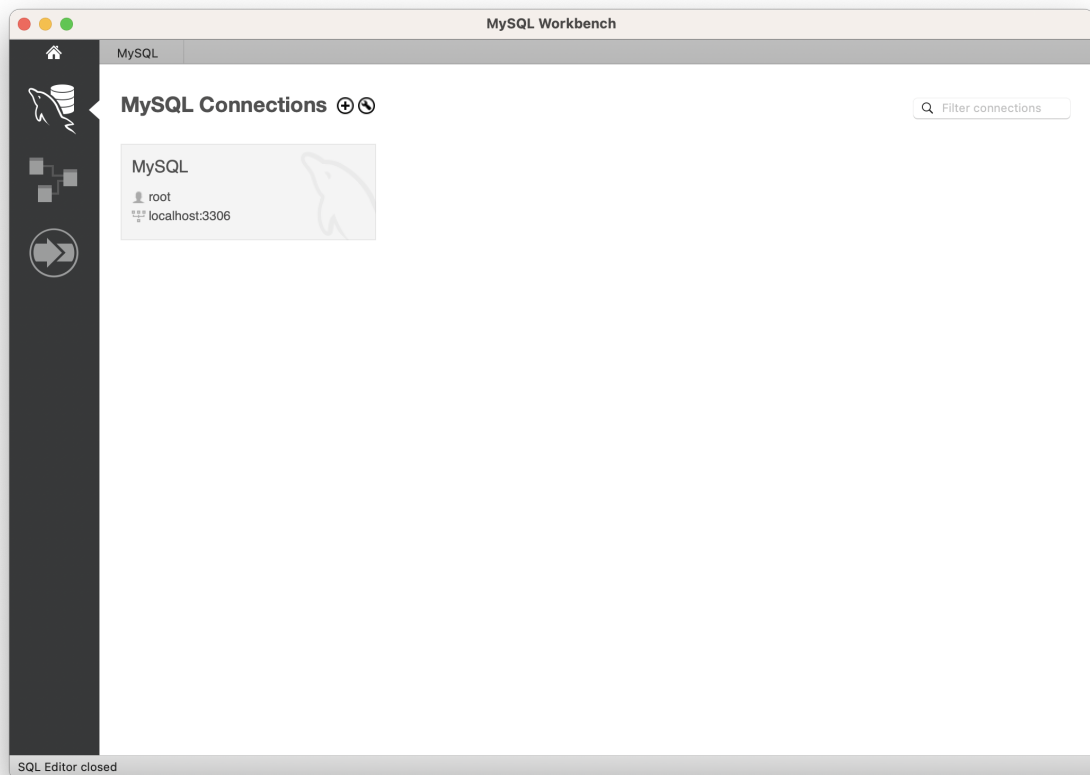 MySQL Workbench
MySQL
MySQL Connections
Filter connections
MySQL
root
localhost:3306
SQL Editor closed